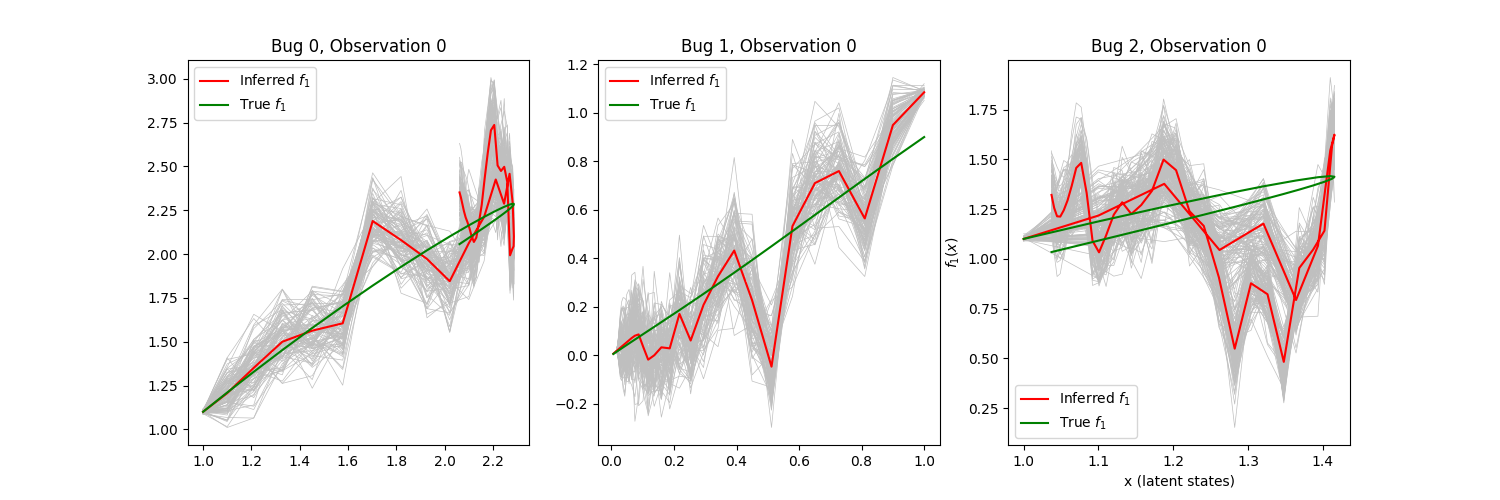 Bug 0, Observation 0
Inferred f₁
True f₁
3.00
2.75
2.50
2.25
2.00
1.75
1.50
1.25
1.00
1.0 1.2 1.4 1.6 1.8 2.0 2.2
Bug 1, Observation 0
Inferred f₁
True f₁
1.2
1.0
0.8
0.6
0.4
0.2
0.0
−0.2
0.0 0.2 0.4 0.6 0.8 1.0
Bug 2, Observation 0
f₁(x)
1.75
1.50
1.25
1.00
0.75
0.50
0.25
Inferred f₁
True f₁
1.0 1.1 1.2 1.3 1.4
x (latent states)